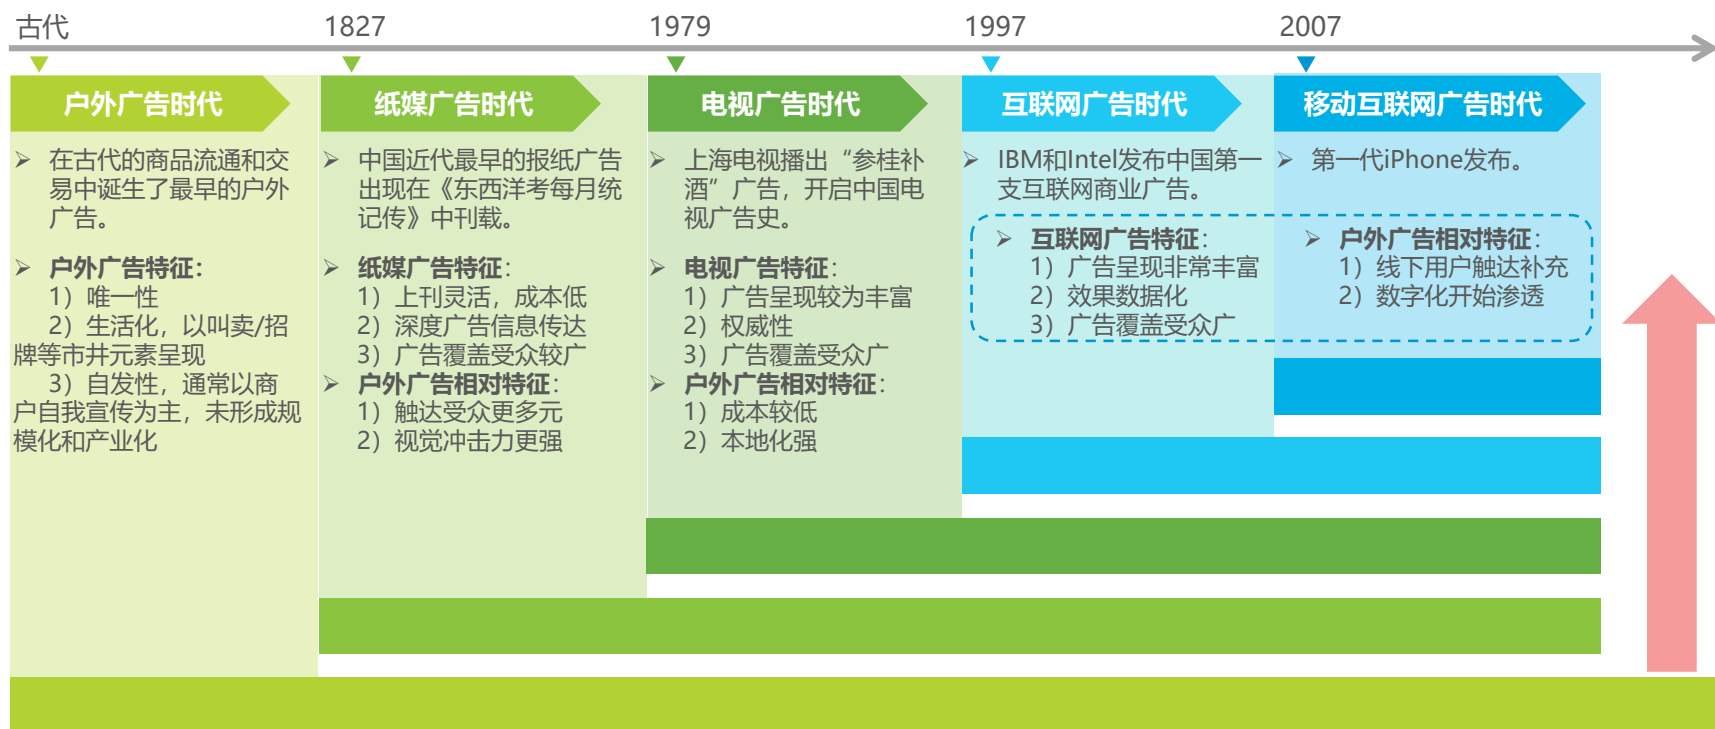 古代
1827
1979
1997
2007
户外广告时代
纸媒广告时代
电视广告时代
互联网广告时代
移动互联网广告时代
➢ 在古代的商品流通和交
易中诞生了最早的户外
广告。
➢ 户外广告特征：
1）唯一性
2）生活化，以叫卖/招
牌等市井元素呈现
3）自发性，通常以商
户自我宣传为主，未形成规
模化和产业化
➢ 中国近代最早的报纸广告
出现在《东西洋考每月统
记传》中刊载。
➢ 纸媒广告特征：
1）上刊灵活，成本低
2）深度广告信息传达
3）广告覆盖受众较广
➢ 户外广告相对特征：
1）触达受众更多元
2）视觉冲击力更强
➢ 上海电视播出“参桂补
酒”广告，开启中国电
视广告史。
➢ 电视广告特征：
1）广告呈现较为丰富
2）权威性
3）广告覆盖受众广
➢ 户外广告相对特征：
1）成本较低
2）本地化强
➢ IBM和Intel发布中国第一
支互联网商业广告。
➢ 互联网广告特征：
1）广告呈现非常丰富
2）效果数据化
3）广告覆盖受众广
➢ 第一代iPhone发布。
➢ 户外广告相对特征：
1）线下用户触达补充
2）数字化开始渗透